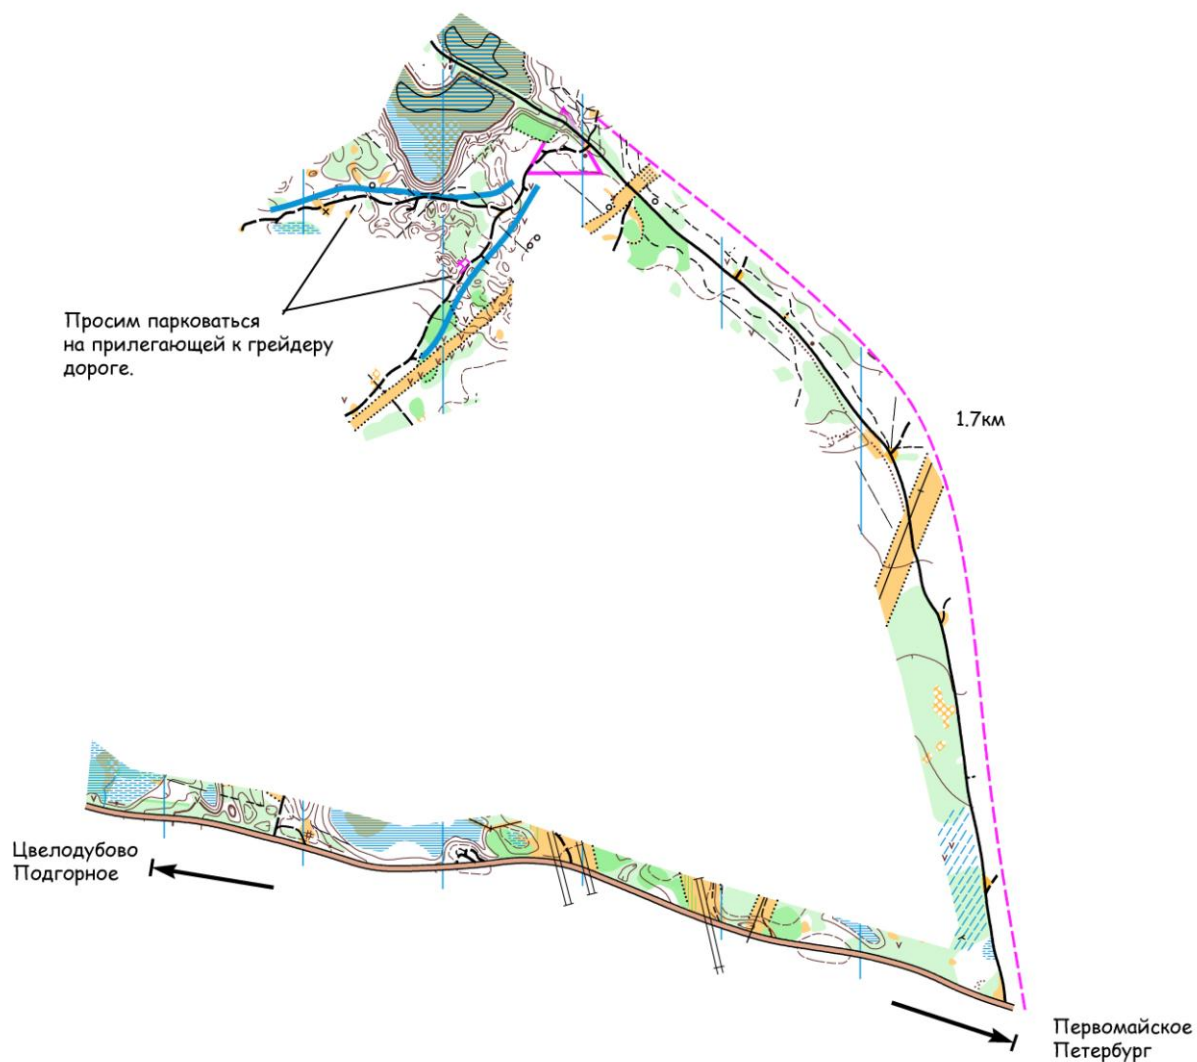 Просим парковаться
на прилегающей к грейдеру
дороге.
1.7км
Цвелодубово
Подгорное
Первомайское
Петербург